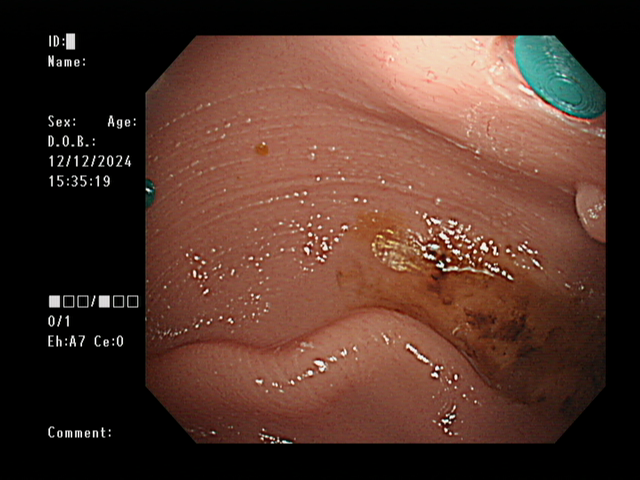 ID:
Name:
Sex: Age:
D.O.B.:
12/12/2024
15:35:19
■□□/■□□
0/1
Eh:A7 Ce:0
Comment: